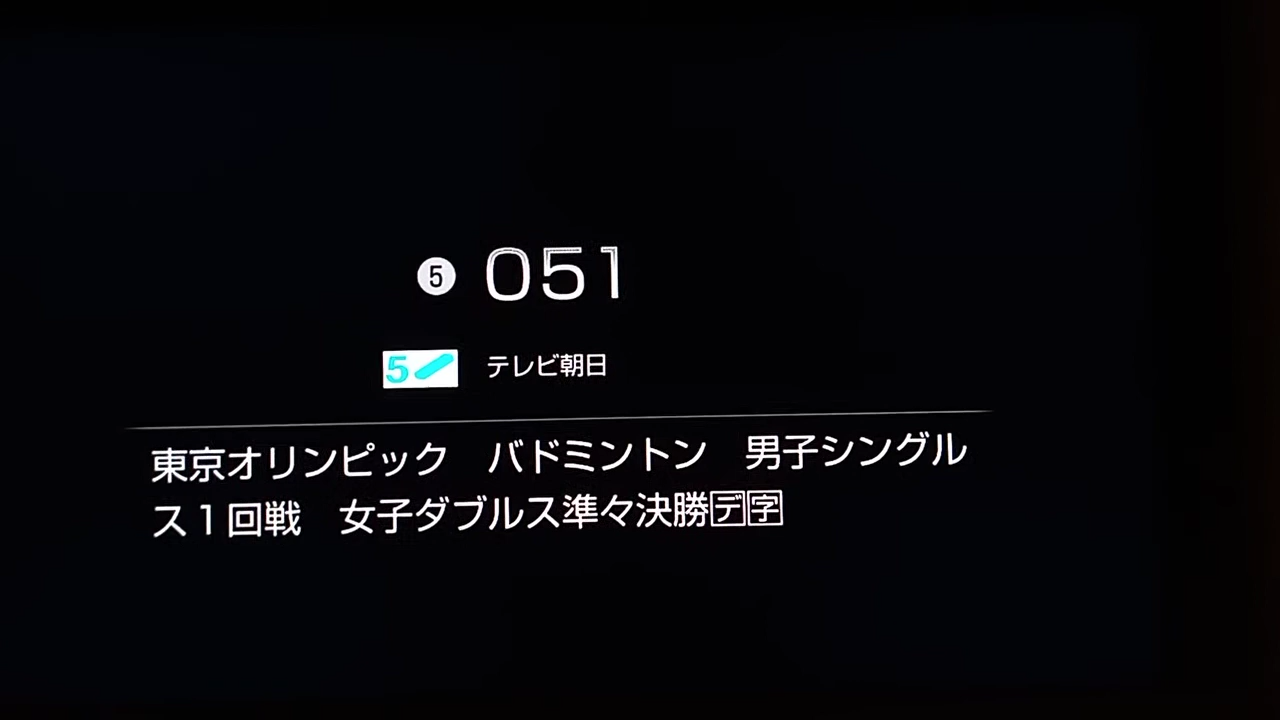 ⑤ 051
5 テレビ朝日
東京オリンピック　バドミントン　男子シングル
ス１回戦　女子ダブルス準々決勝🄓字